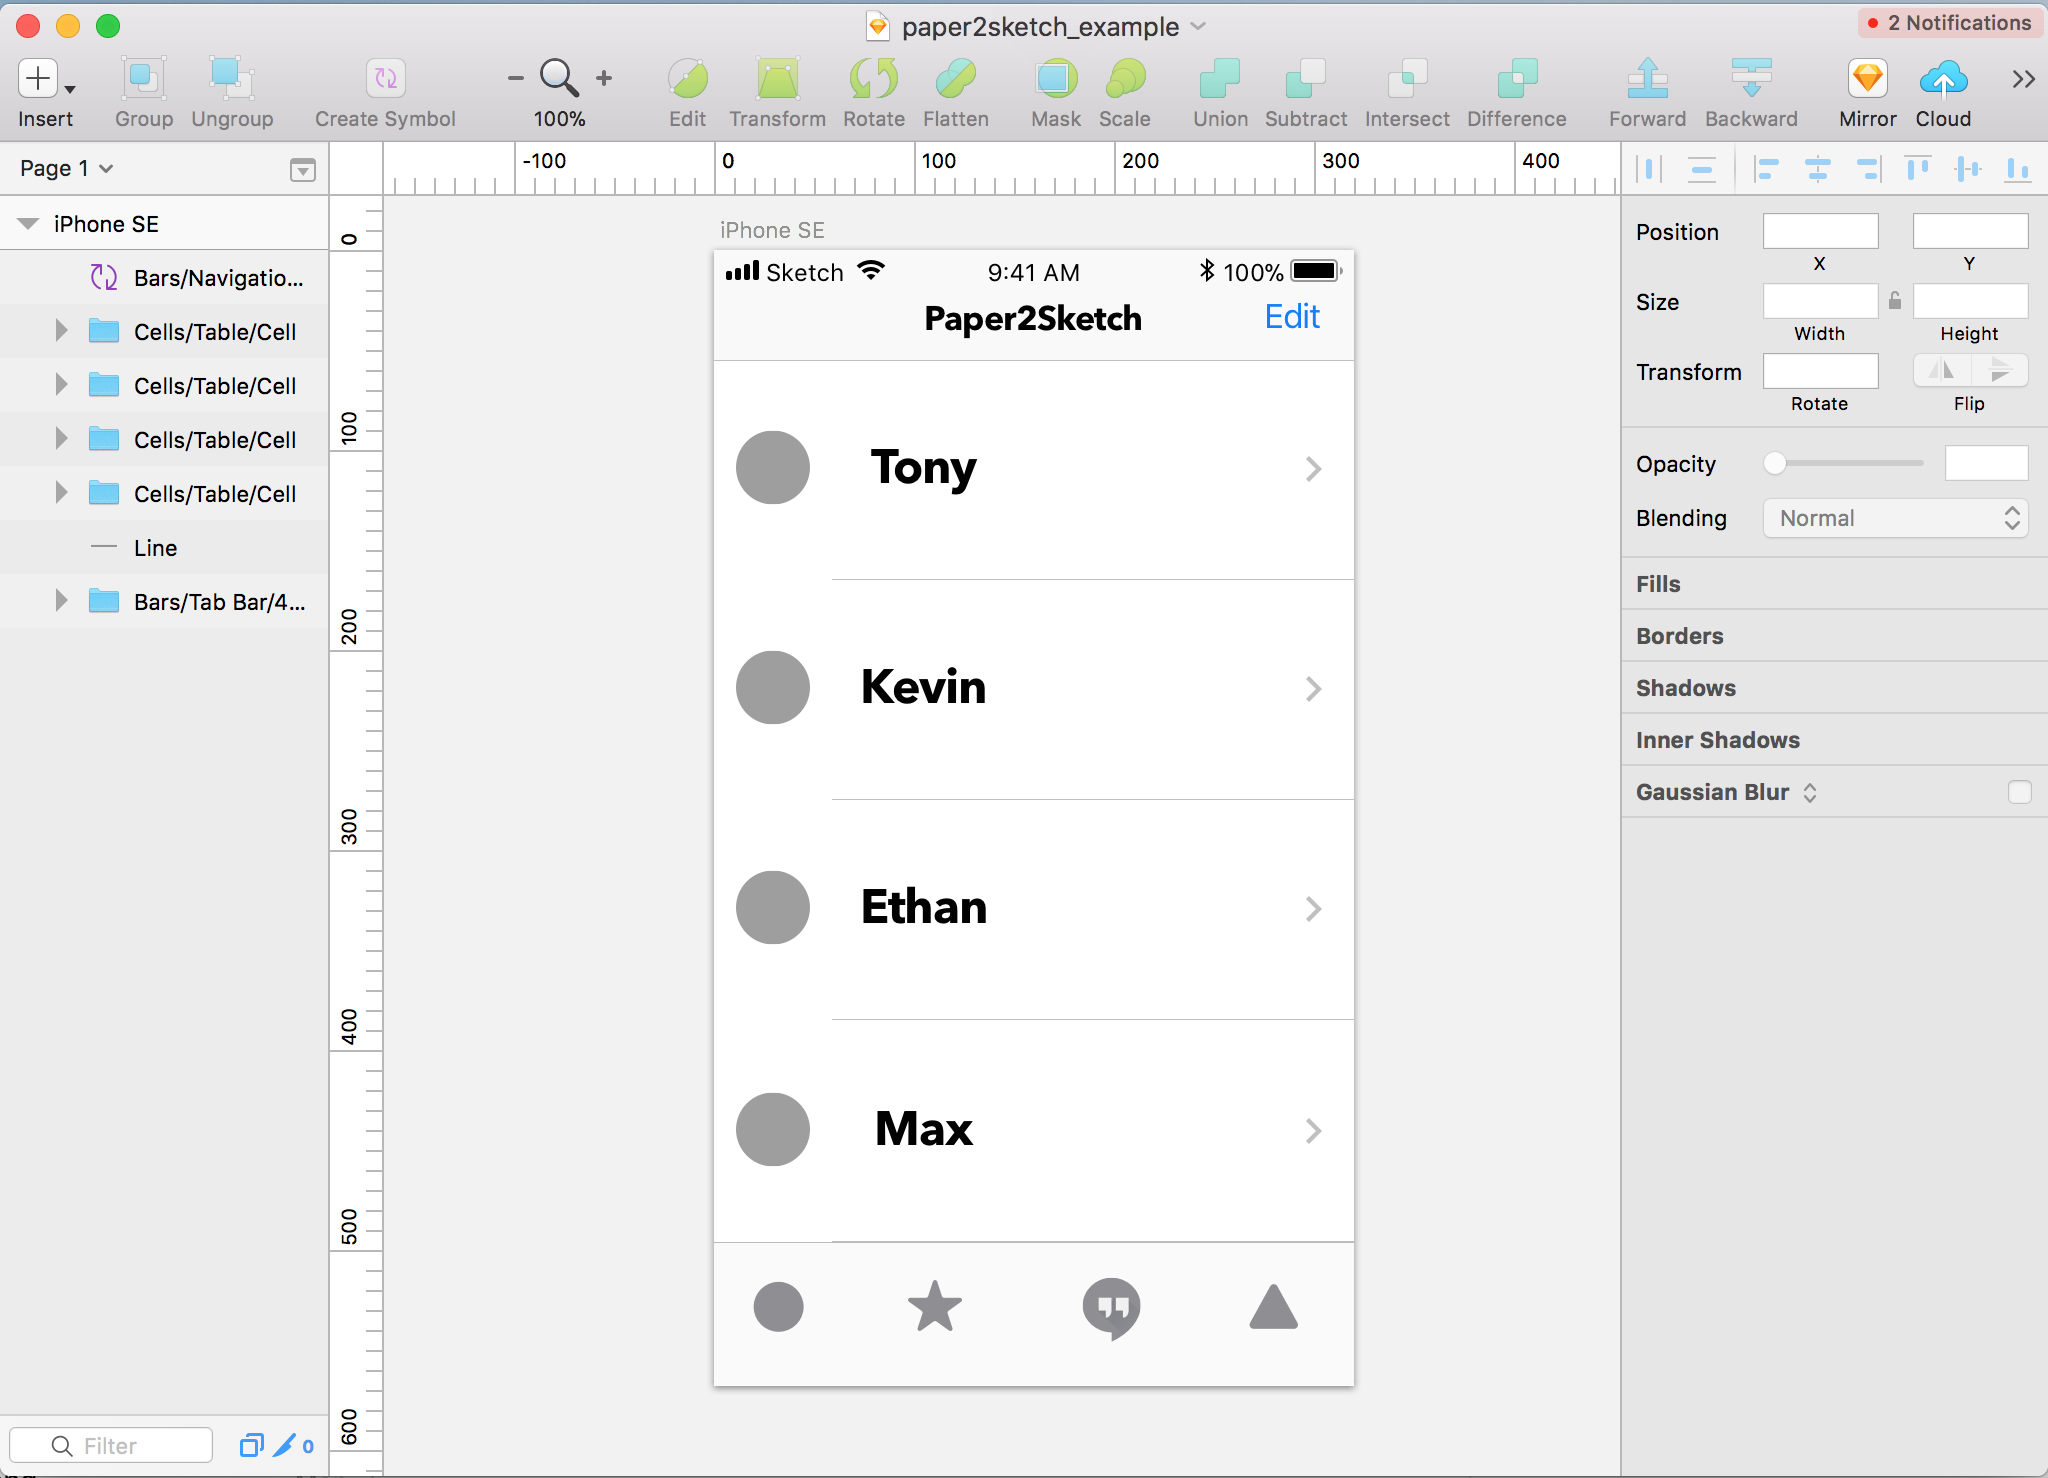 paper2sketch_example
2 Notifications
Insert
Group
Ungroup
Create Symbol
100%
Edit
Transform
Rotate
Flatten
Mask
Scale
Union
Subtract
Intersect
Difference
Forward
Backward
Mirror
Cloud
Page 1
-100
0
100
200
300
400
iPhone SE
Bars/Navigatio...
Cells/Table/Cell
Cells/Table/Cell
Cells/Table/Cell
Cells/Table/Cell
Line
Bars/Tab Bar/4...
Filter
0
0
100
200
300
400
500
600
iPhone SE
Sketch
9:41 AM
100%
Paper2Sketch
Edit
Tony
Kevin
Ethan
Max
Position
X
Y
Size
Width
Height
Transform
Rotate
Flip
Opacity
Blending
Normal
Fills
Borders
Shadows
Inner Shadows
Gaussian Blur